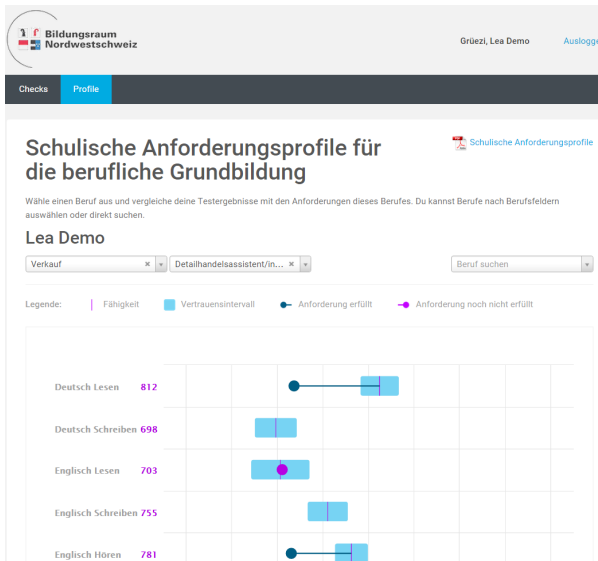 Bildungsraum
Nordwestschweiz
Grüezi, Lea Demo
Auslogge
Checks
Profile
Schulische Anforderungsprofile für
die berufliche Grundbildung
Schulische Anforderungsprofile
Wähle einen Beruf aus und vergleiche deine Testergebnisse mit den Anforderungen dieses Berufes. Du kannst Berufe nach Berufsfeldern
auswählen oder direkt suchen.
Lea Demo
Verkauf
Detailhandelsassistent/in...
Beruf suchen
Legende:
Fähigkeit
Vertrauensintervall
Anforderung erfüllt
Anforderung noch nicht erfüllt
Deutsch Lesen 812
Deutsch Schreiben 698
Englisch Lesen 703
Englisch Schreiben 755
Englisch Hören 781